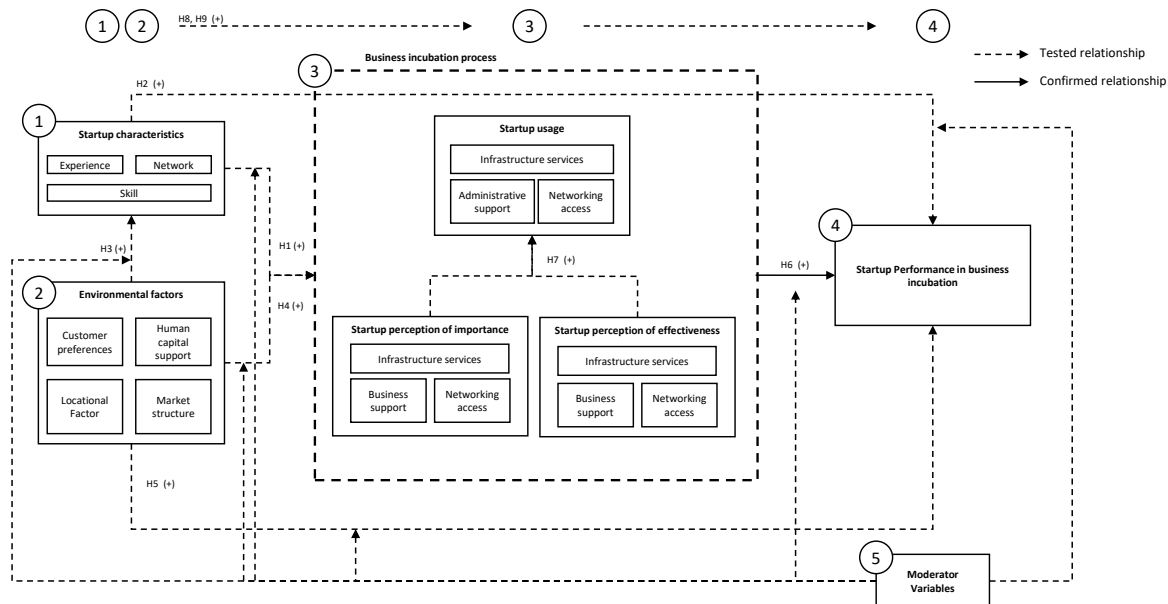 1
2
H8, H9 (+)
3
4
Tested relationship
Confirmed relationship
3
Business incubation process
H2 (+)
1
Startup characteristics
Experience
Network
Skill
Startup usage
Infrastructure services
Administrative
support
Networking
access
H3 (+)
H1 (+)
H4 (+)
H7 (+)
H6 (+)
4
Startup Performance in business
incubation
2
Environmental factors
Customer
preferences
Human
capital
support
Locational
Factor
Market
structure
Startup perception of importance
Infrastructure services
Business
support
Networking
access
Startup perception of effectiveness
Infrastructure services
Business
support
Networking
access
H5 (+)
5
Moderator
Variables